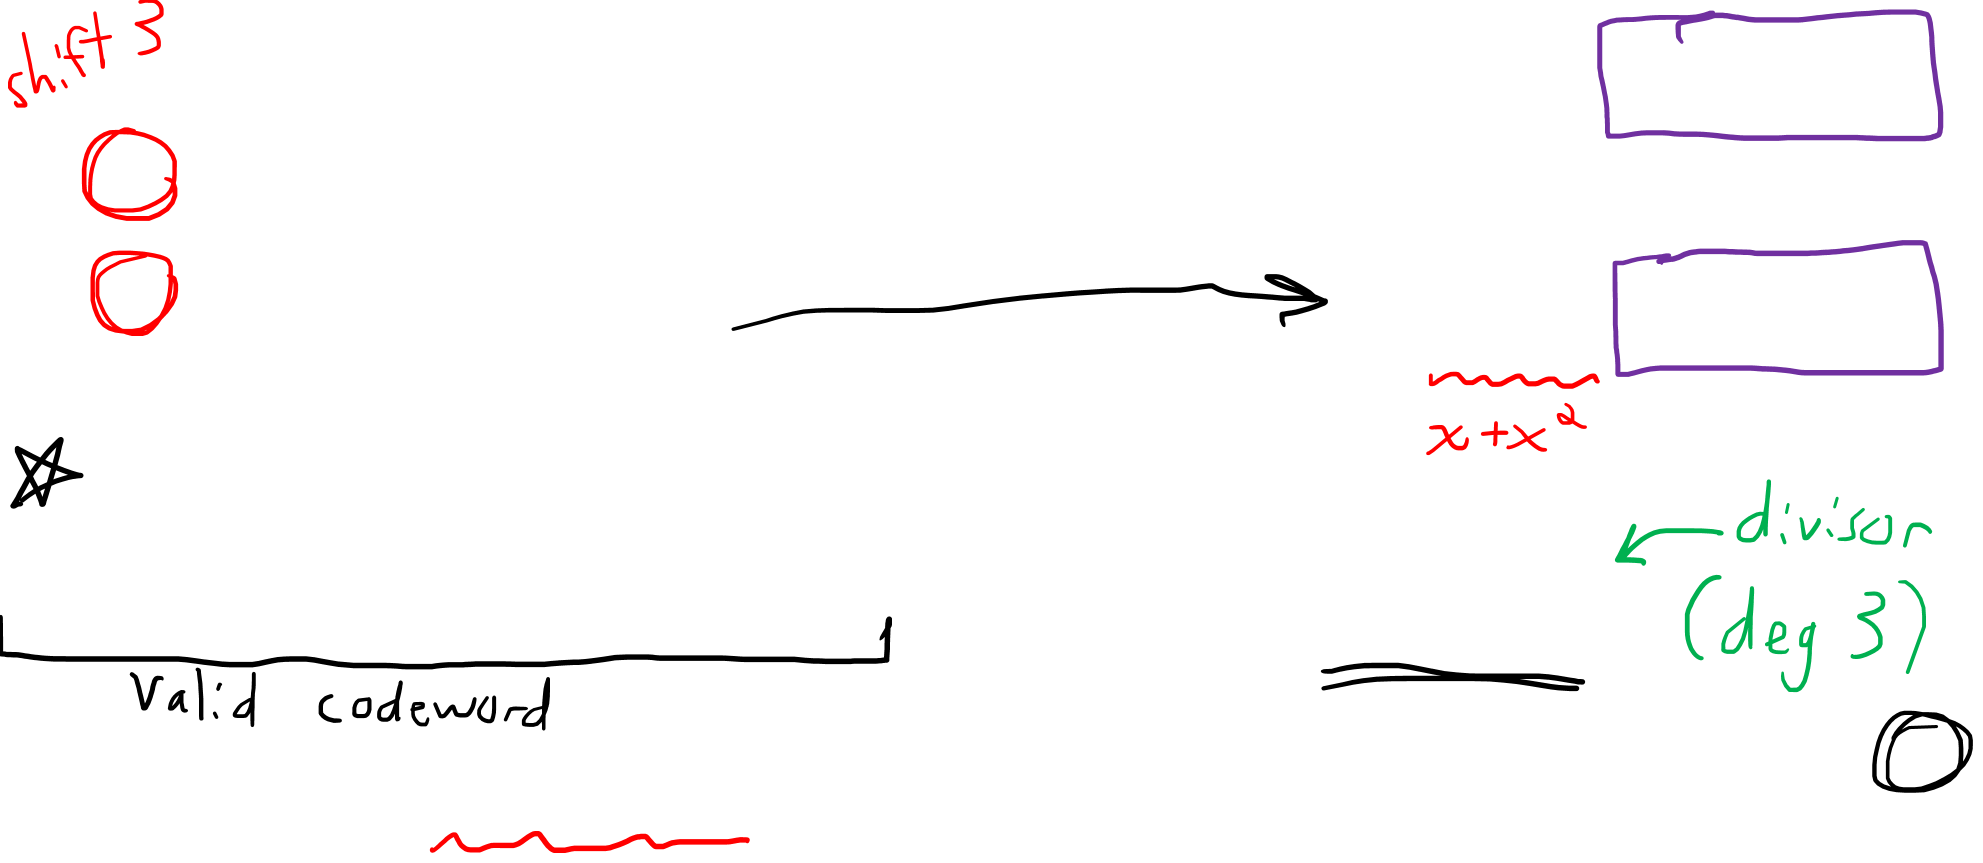 shift 3
x + x²
divisor
(deg 3)
valid codeword